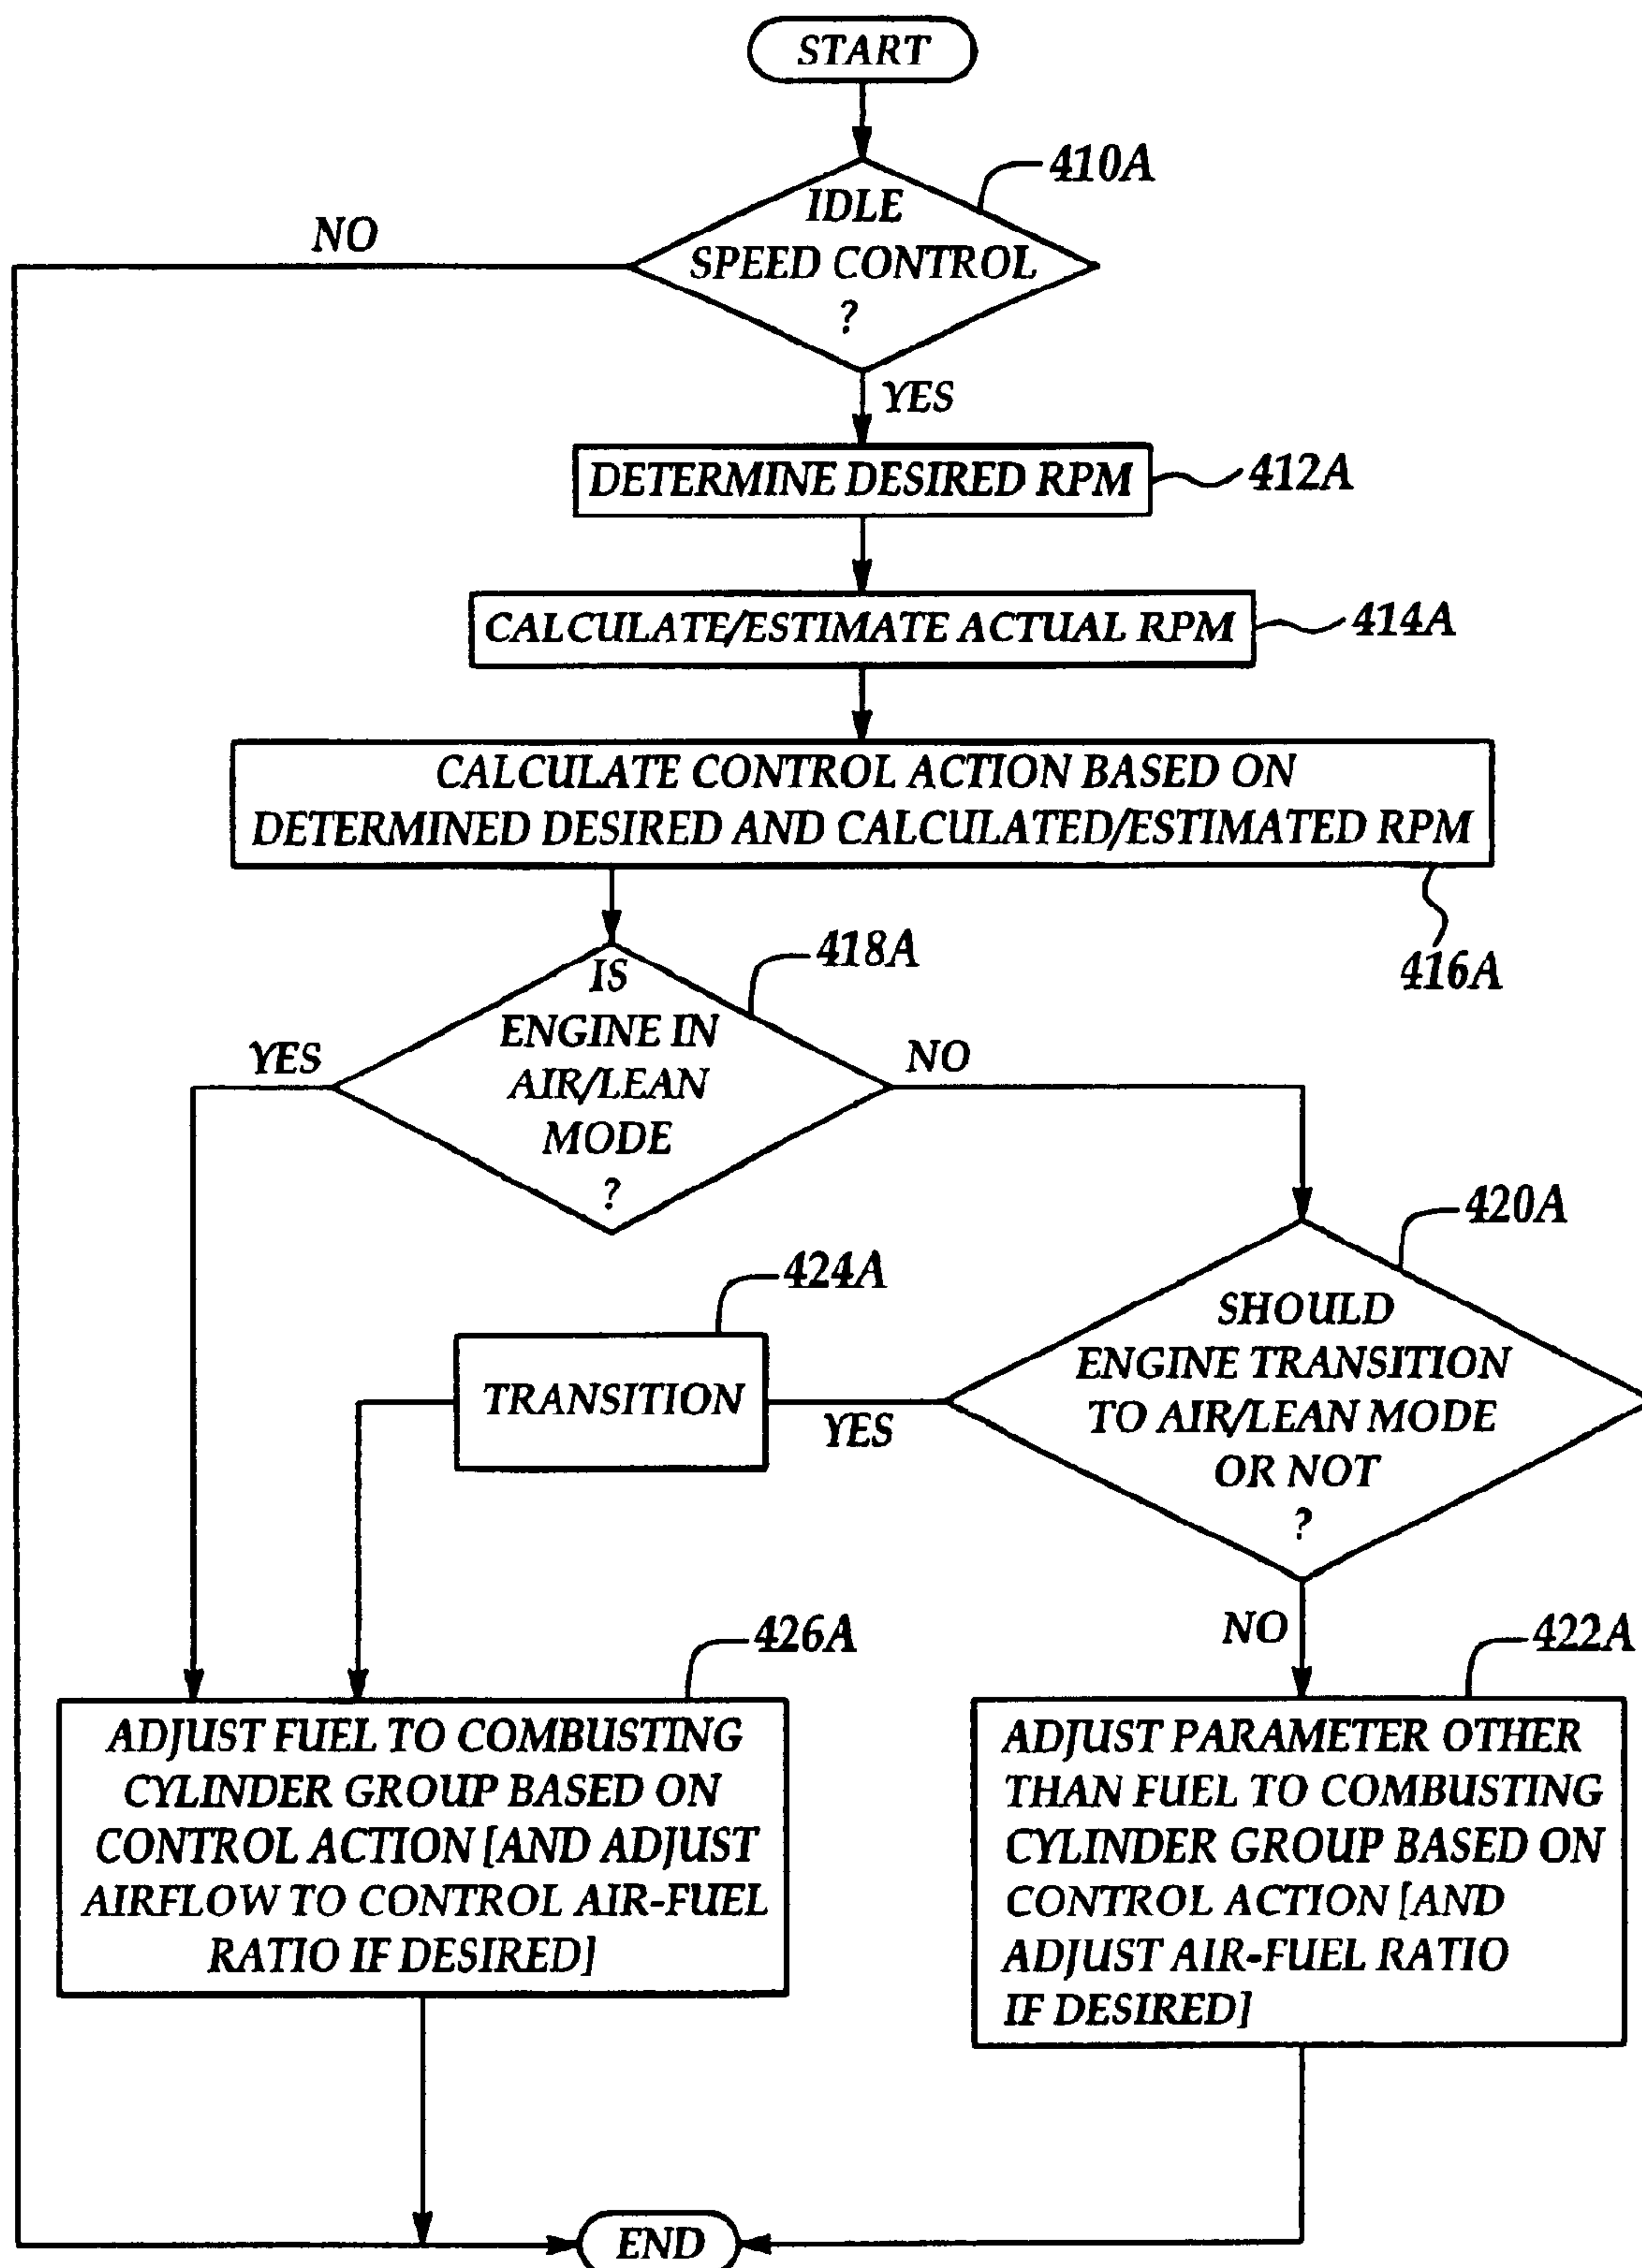 START
410A
IDLE
SPEED CONTROL
?
NO
YES
DETERMINE DESIRED RPM
412A
CALCULATE/ESTIMATE ACTUAL RPM
414A
CALCULATE CONTROL ACTION BASED ON
DETERMINED DESIRED AND CALCULATED/ESTIMATED RPM
416A
418A
IS
ENGINE IN
AIR/LEAN
MODE
?
YES
NO
420A
SHOULD
ENGINE TRANSITION
TO AIR/LEAN MODE
OR NOT
?
424A
TRANSITION
YES
NO
426A
ADJUST FUEL TO COMBUSTING
CYLINDER GROUP BASED ON
CONTROL ACTION [AND ADJUST
AIRFLOW TO CONTROL AIR-FUEL
RATIO IF DESIRED]
422A
ADJUST PARAMETER OTHER
THAN FUEL TO COMBUSTING
CYLINDER GROUP BASED ON
CONTROL ACTION [AND
ADJUST AIR-FUEL RATIO
IF DESIRED]
END